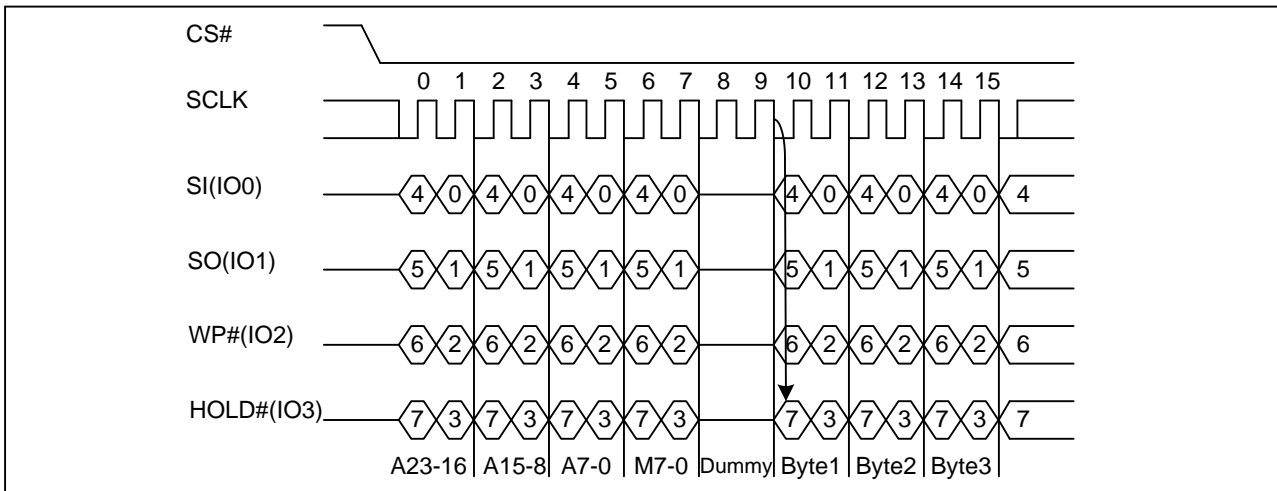 CS#
0 1 2 3 4 5 6 7 8 9 10 11 12 13 14 15
SCLK
SI(IO0) 4 0 4 0 4 0 4 0 4 0 4 0 4 0 4
SO(IO1) 5 1 5 1 5 1 5 1 5 1 5 1 5 1 5
WP#(IO2) 6 2 6 2 6 2 6 2 6 2 6 2 6 2 6
HOLD#(IO3) 7 3 7 3 7 3 7 3 7 3 7 3 7 3 7
A23-16 A15-8 A7-0 M7-0 Dummy Byte1 Byte2 Byte3